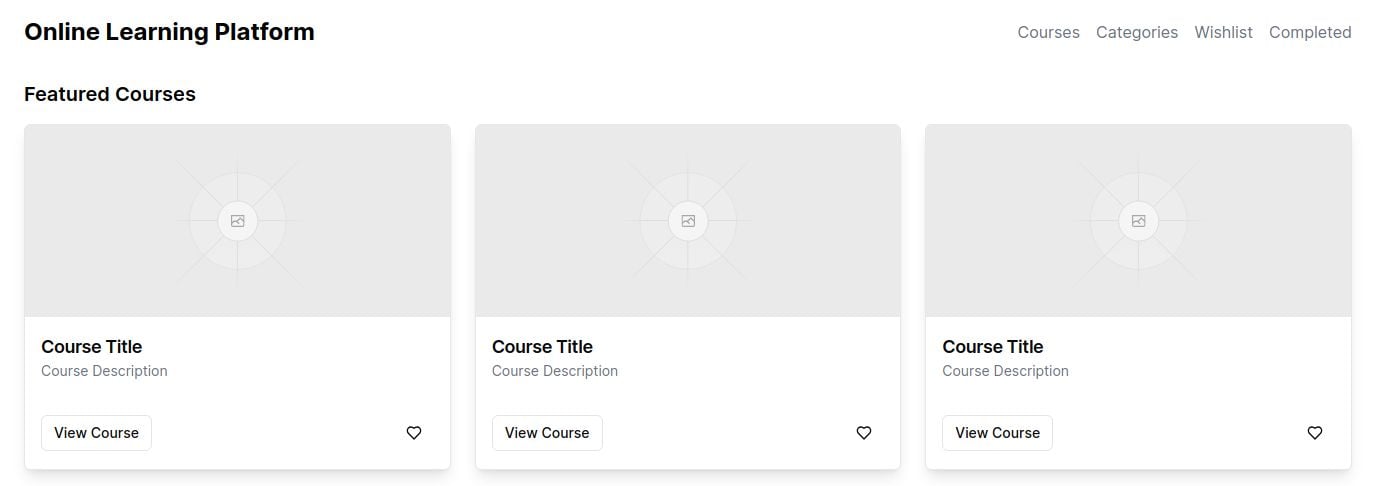 Online Learning Platform
Courses Categories Wishlist Completed
Featured Courses
Course Title
Course Description
View Course
Course Title
Course Description
View Course
Course Title
Course Description
View Course